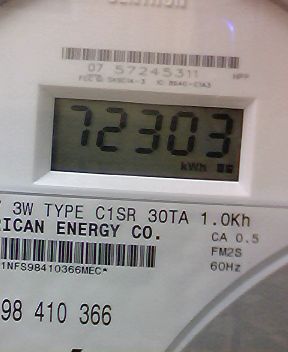 07 57245311
72303
kWh
3W TYPE C1SR 30TA 1.0Kh
RICAN ENERGY CO.
CA 0.5
FM2S
60Hz
1NFS98410366MEC*
98 410 366